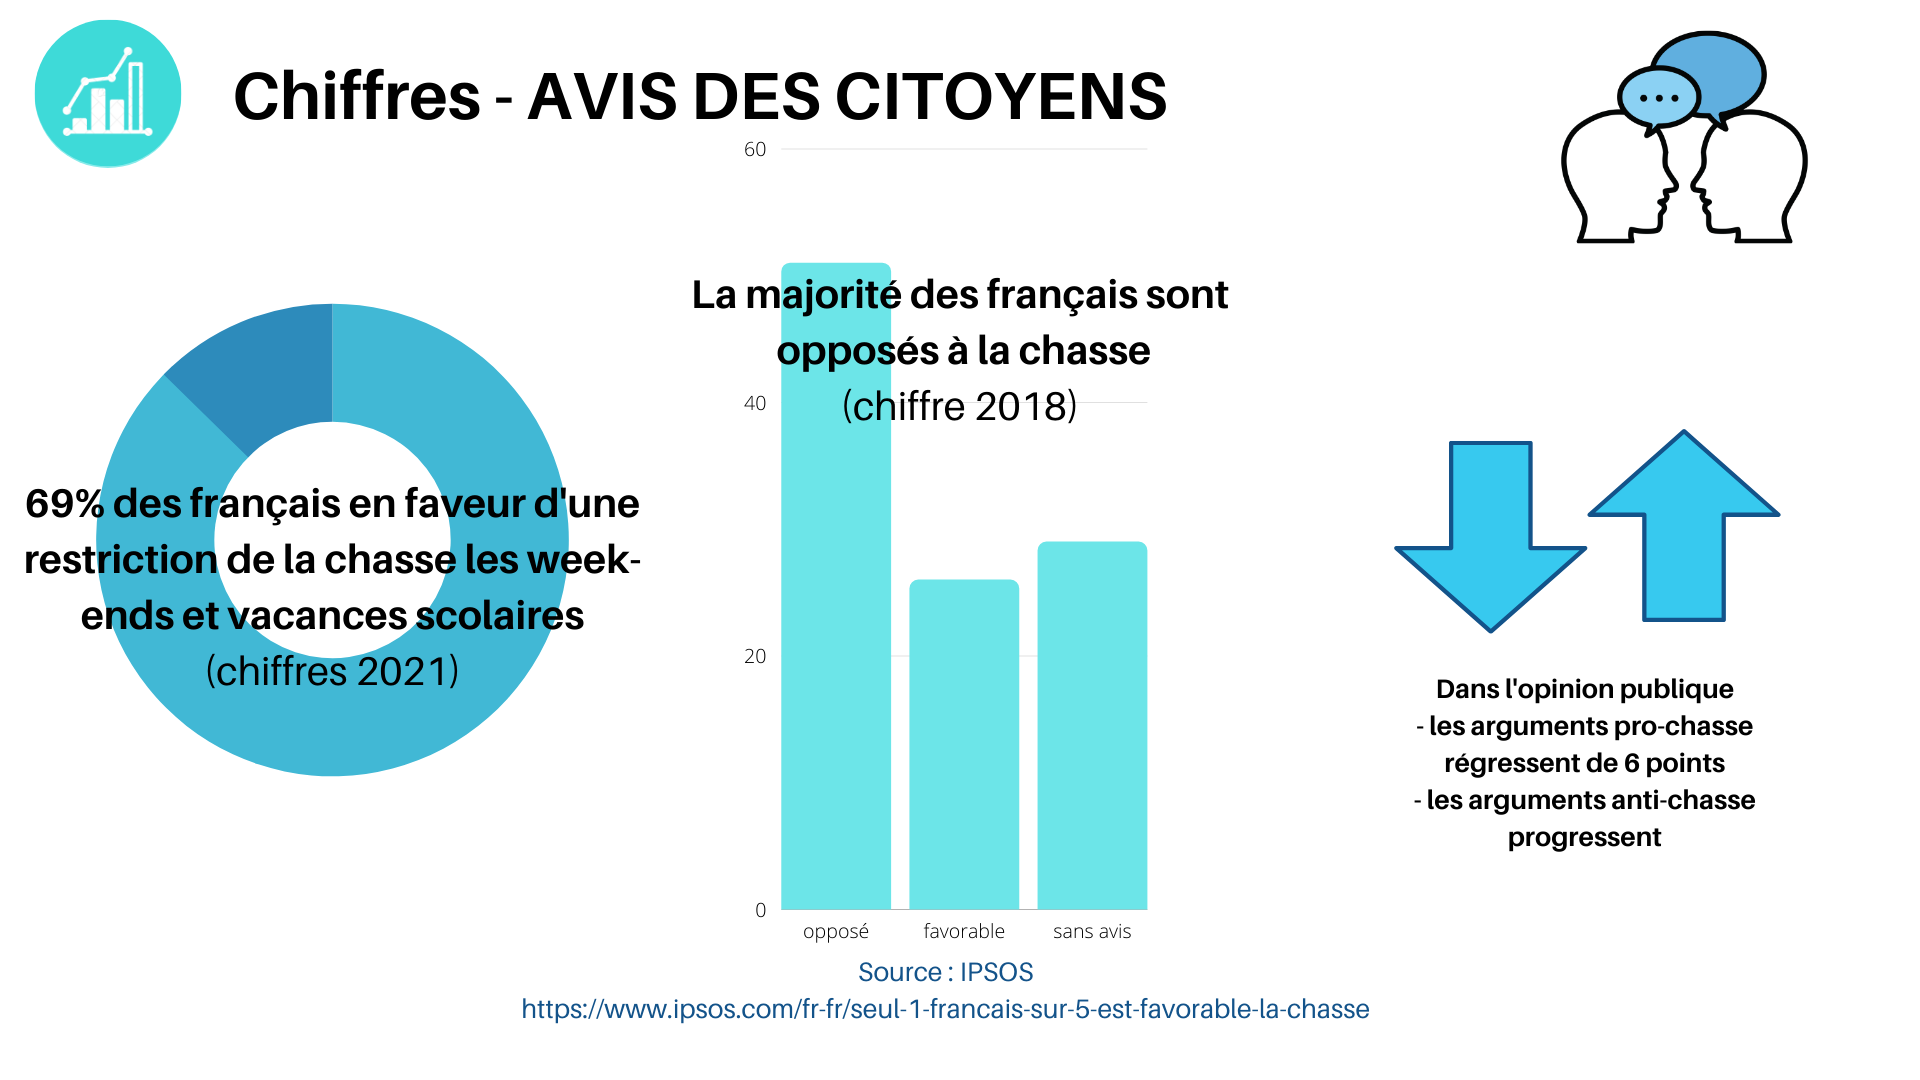 Chiffres - AVIS DES CITOYENS
69% des français en faveur d'une
restriction de la chasse les week-
ends et vacances scolaires
(chiffres 2021)
60
40
20
0
La majorité des français sont
opposés à la chasse
(chiffre 2018)
opposé
favorable
sans avis
Dans l'opinion publique
- les arguments pro-chasse
régressent de 6 points
- les arguments anti-chasse
progressent
Source : IPSOS
https://www.ipsos.com/fr-fr/seul-1-francais-sur-5-est-favorable-la-chasse